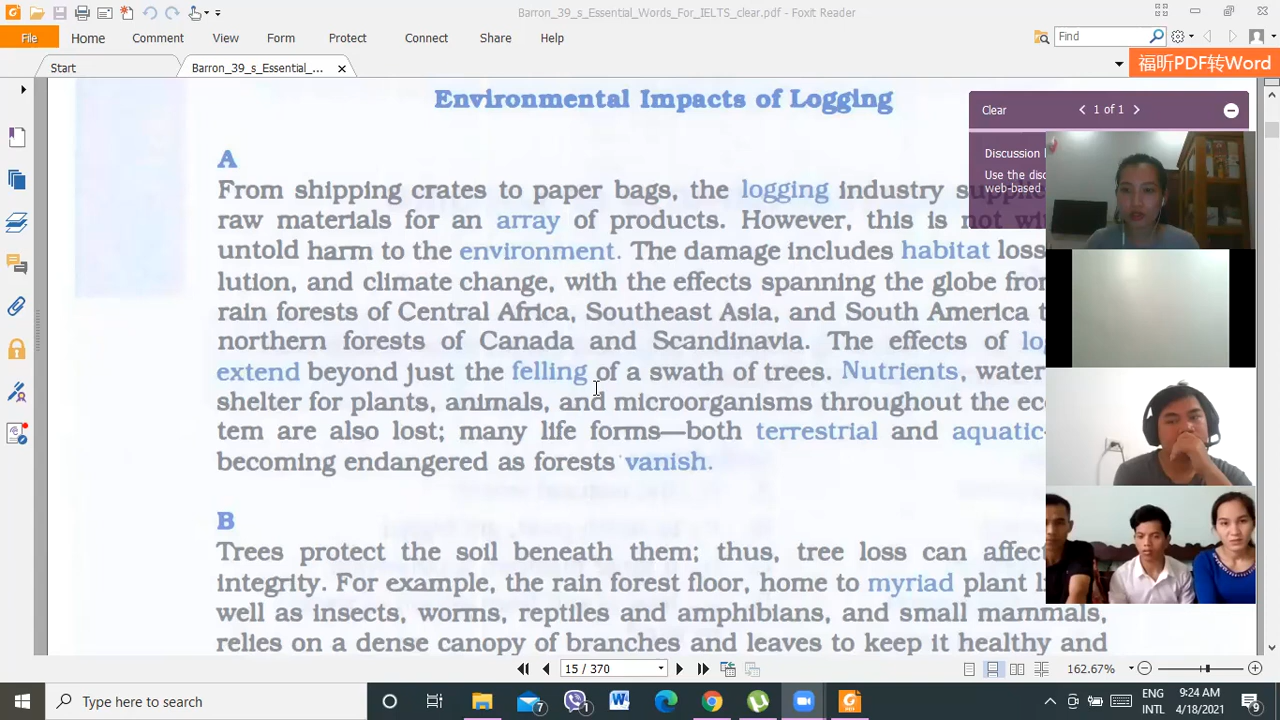 Barron_39_s_Essential_Words_For_IELTS_clear.pdf - Foxit Reader
File Home Comment View Form Protect Connect Share Help Find
Start Barron_39_s_Essential_... 福昕PDF转Word
Environmental Impacts of Logging
Clear 1 of 1
Discussion
Use the disc
web-based
A
From shipping crates to paper bags, the logging industry
raw materials for an array of products. However, this is not
untold harm to the environment. The damage includes habitat loss
lution, and climate change, with the effects spanning the globe
rain forests of Central Africa, Southeast Asia, and South America
northern forests of Canada and Scandinavia. The effects of
extend beyond just the felling of a swath of trees. Nutrients, water
shelter for plants, animals, and microorganisms throughout the
tem are also lost; many life forms—both terrestrial and aquatic
becoming endangered as forests vanish.
B
Trees protect the soil beneath them; thus, tree loss can affect
integrity. For example, the rain forest floor, home to myriad plant
well as insects, worms, reptiles and amphibians, and small mammals,
relies on a dense canopy of branches and leaves to keep it healthy and
15 / 370 162.67%
Type here to search 7 1 ENG 9:24 AM
INTL 4/18/2021 9